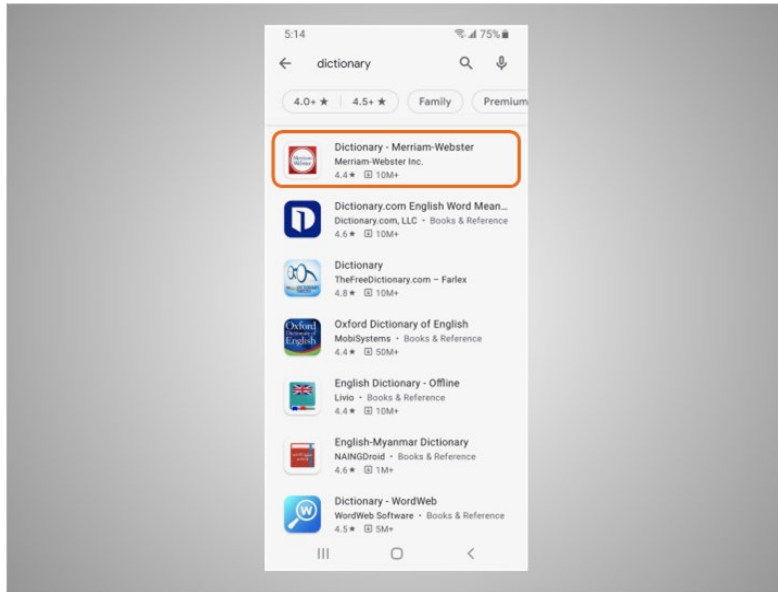 5:14 75%
dictionary
4.0+ ★ 4.5+ ★ Family Premium
Dictionary - Merriam-Webster
Merriam-Webster Inc.
4.4★ 10M+
Dictionary.com English Word Mean...
Dictionary.com, LLC • Books & Reference
4.6★ 10M+
Dictionary
TheFreeDictionary.com – Farlex
4.8★ 10M+
Oxford
English
Oxford Dictionary of English
MobiSystems • Books & Reference
4.4★ 50M+
English Dictionary - Offline
Livio • Books & Reference
4.4★ 10M+
English-Myanmar Dictionary
NAINGDroid • Books & Reference
4.6★ 1M+
W
Dictionary - WordWeb
WordWeb Software • Books & Reference
4.5★ 5M+